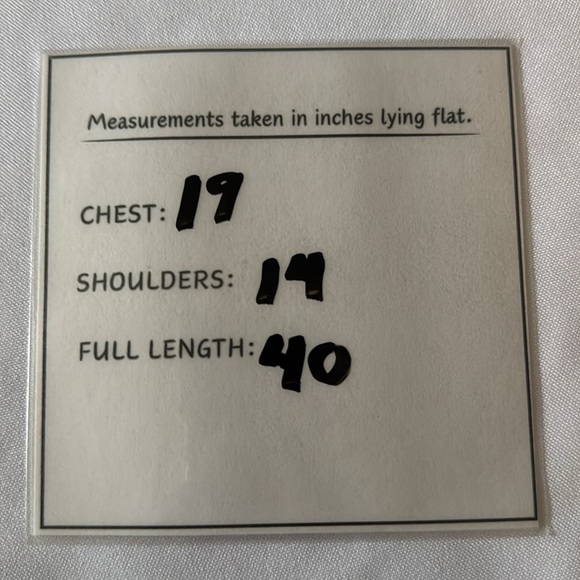 Measurements taken in inches lying flat.
CHEST: 19
SHOULDERS: 14
FULL LENGTH: 40